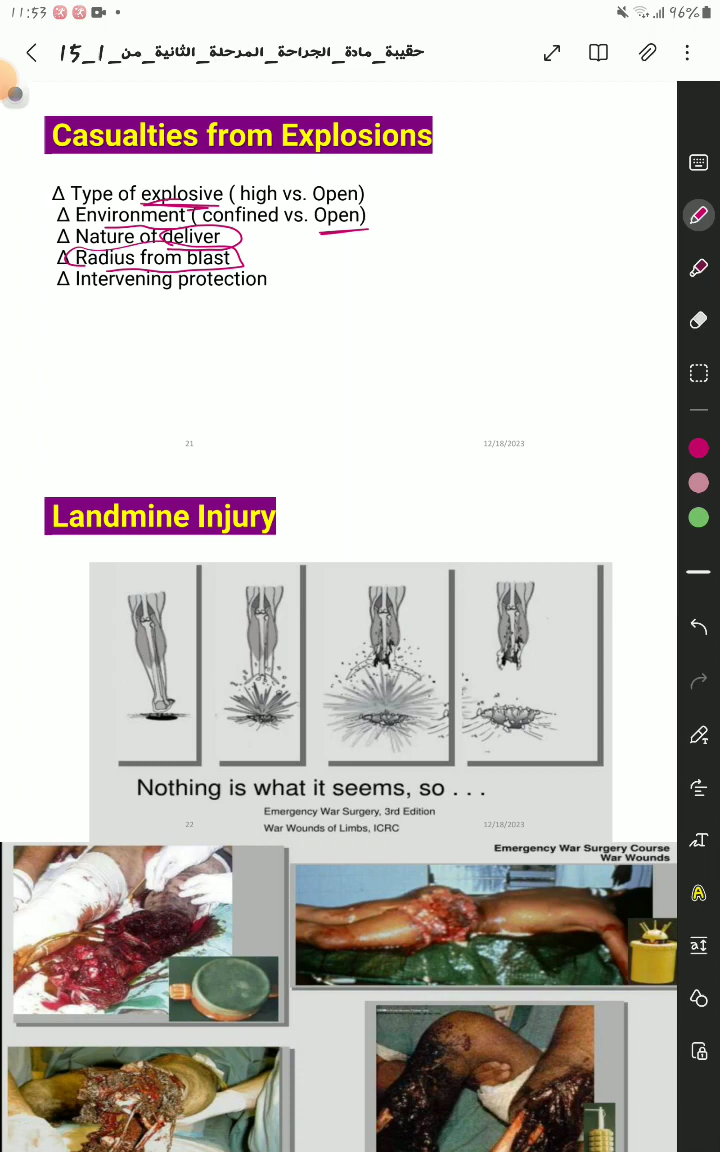 11:53
96%
حقيبة_مادة_الجراحة_المرحلة_الثانية_من_1_15
Casualties from Explosions
Δ Type of explosive ( high vs. Open)
Δ Environment ( confined vs. Open)
Δ Nature of deliver
Δ Radius from blast
Δ Intervening protection
21
12/18/2023
Landmine Injury
Nothing is what it seems, so . . .
Emergency War Surgery, 3rd Edition
22
12/18/2023
War Wounds of Limbs, ICRC
Emergency War Surgery Course
War Wounds